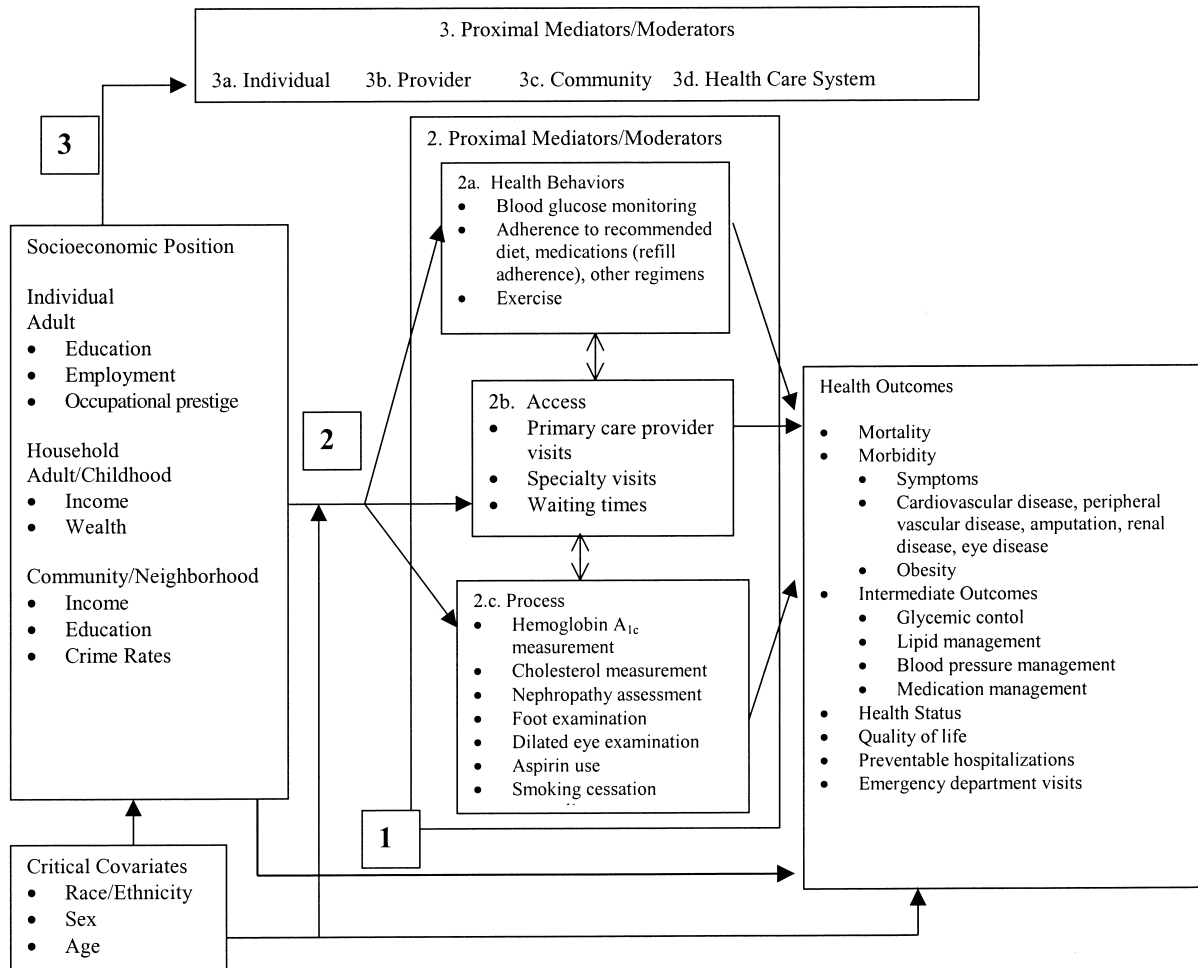 3. Proximal Mediators/Moderators
3a. Individual 3b. Provider 3c. Community 3d. Health Care System
3
2. Proximal Mediators/Moderators
2a. Health Behaviors
• Blood glucose monitoring
• Adherence to recommended
diet, medications (refill
adherence), other regimens
• Exercise
Socioeconomic Position
Individual
Adult
• Education
• Employment
• Occupational prestige
Household
Adult/Childhood
• Income
• Wealth
Community/Neighborhood
• Income
• Education
• Crime Rates
2
2b. Access
• Primary care provider
visits
• Specialty visits
• Waiting times
2.c. Process
• Hemoglobin A1c
measurement
• Cholesterol measurement
• Nephropathy assessment
• Foot examination
• Dilated eye examination
• Aspirin use
• Smoking cessation
1
Health Outcomes
• Mortality
• Morbidity
• Symptoms
• Cardiovascular disease, peripheral
vascular disease, amputation, renal
disease, eye disease
• Obesity
• Intermediate Outcomes
• Glycemic contol
• Lipid management
• Blood pressure management
• Medication management
• Health Status
• Quality of life
• Preventable hospitalizations
• Emergency department visits
Critical Covariates
• Race/Ethnicity
• Sex
• Age